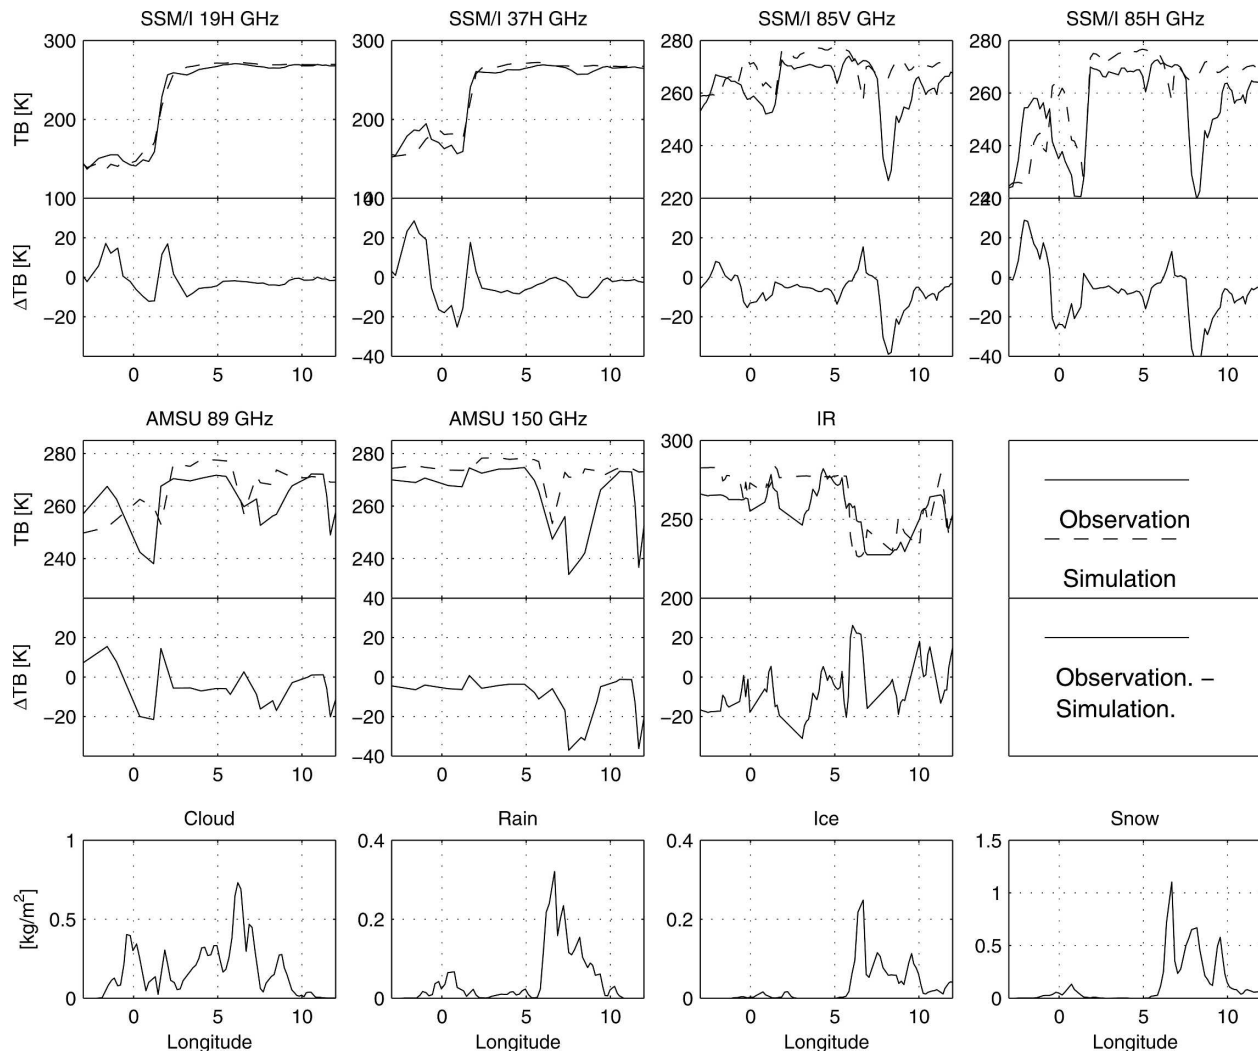 SSM/I 19H GHz SSM/I 37H GHz SSM/I 85V GHz SSM/I 85H GHz
300 300 280 280
TB [K] 200 200 260 260
240 240
100 220
20 20 20 20
ΔTB [K] 0 0 0 0
−20 −20 −20 −20
−40 −40
0 5 10 0 5 10 0 5 10 0 5 10
AMSU 89 GHz AMSU 150 GHz IR
280 280 300
TB [K] 260 260 250
Observation
240 240
Simulation
40 200
20 20 20
ΔTB [K] 0 0 0
Observation. −
−20 −20 −20
Simulation.
−40
0 5 10 0 5 10 0 5 10
Cloud Rain Ice Snow
1 0.4 0.4 1.5
1
[kg/m²] 0.5 0.2 0.2
0.5
0 0 0 0
0 5 10 0 5 10 0 5 10 0 5 10
Longitude Longitude Longitude Longitude